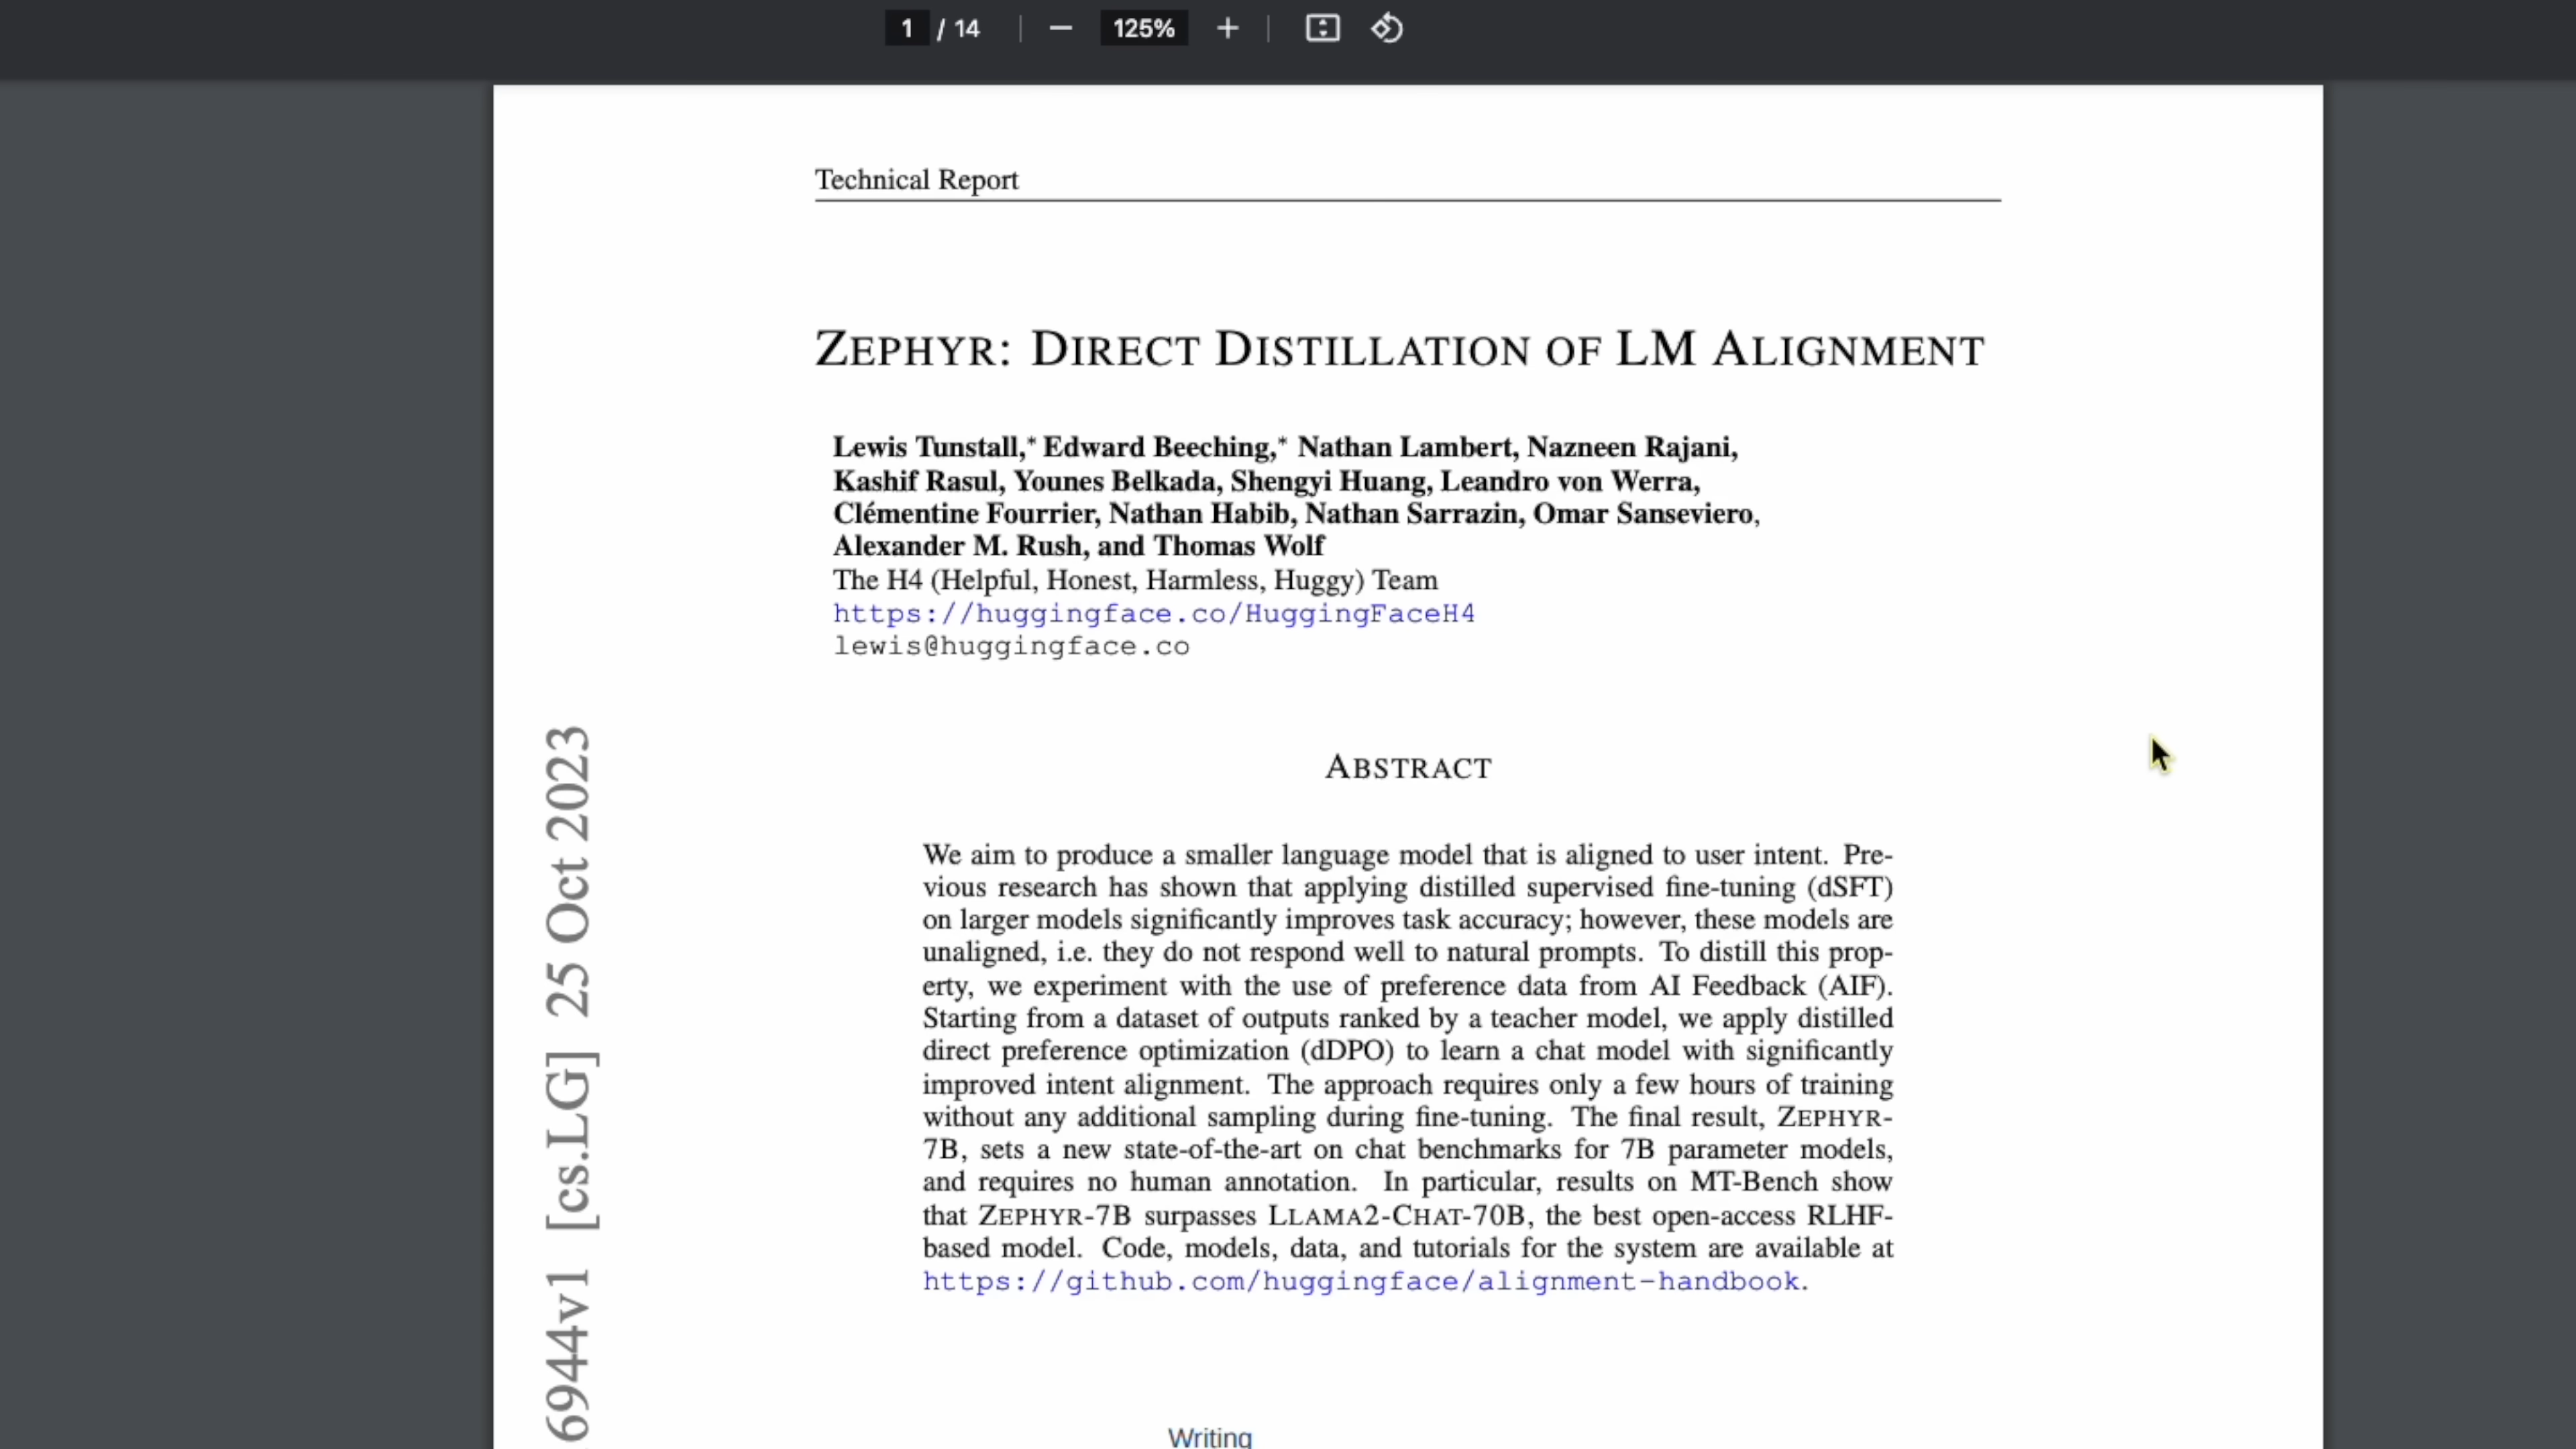 1 / 14 125%
Technical Report
ZEPHYR: DIRECT DISTILLATION OF LM ALIGNMENT
Lewis Tunstall,* Edward Beeching,* Nathan Lambert, Nazneen Rajani,
Kashif Rasul, Younes Belkada, Shengyi Huang, Leandro von Werra,
Clémentine Fourrier, Nathan Habib, Nathan Sarrazin, Omar Sanseviero,
Alexander M. Rush, and Thomas Wolf
The H4 (Helpful, Honest, Harmless, Huggy) Team
https://huggingface.co/HuggingFaceH4
lewis@huggingface.co
ABSTRACT
We aim to produce a smaller language model that is aligned to user intent. Pre-
vious research has shown that applying distilled supervised fine-tuning (dSFT)
on larger models significantly improves task accuracy; however, these models are
unaligned, i.e. they do not respond well to natural prompts. To distill this prop-
erty, we experiment with the use of preference data from AI Feedback (AIF).
Starting from a dataset of outputs ranked by a teacher model, we apply distilled
direct preference optimization (dDPO) to learn a chat model with significantly
improved intent alignment. The approach requires only a few hours of training
without any additional sampling during fine-tuning. The final result, ZEPHYR-
7B, sets a new state-of-the-art on chat benchmarks for 7B parameter models,
and requires no human annotation. In particular, results on MT-Bench show
that ZEPHYR-7B surpasses LLAMA2-CHAT-70B, the best open-access RLHF-
based model. Code, models, data, and tutorials for the system are available at
https://github.com/huggingface/alignment-handbook.
6944v1 [cs.LG] 25 Oct 2023
Writing